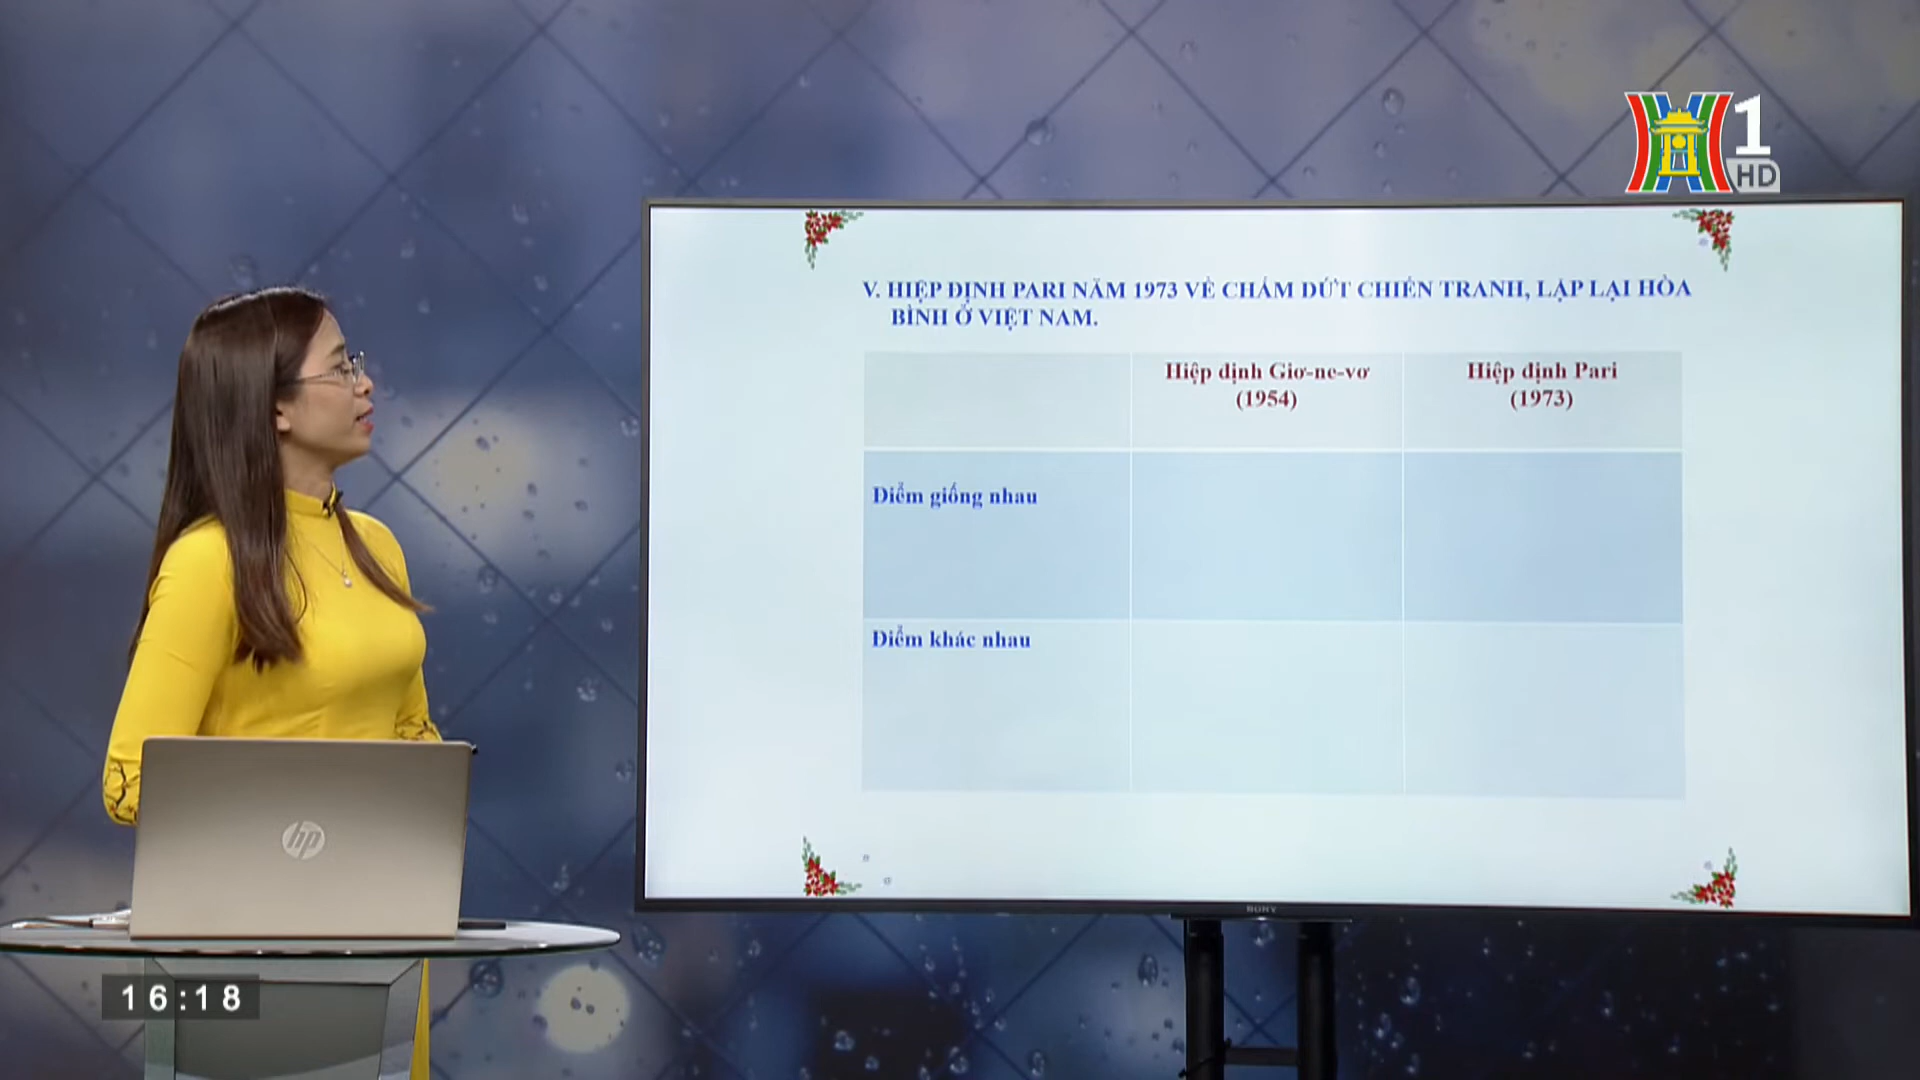 1
HD
V. HIỆP ĐỊNH PARI NĂM 1973 VỀ CHẤM DỨT CHIẾN TRANH, LẬP LẠI HÒA
BÌNH Ở VIỆT NAM.
Hiệp định Giơ-ne-vơ
(1954)
Hiệp định Pari
(1973)
Điểm giống nhau
Điểm khác nhau
hp
SONY
16:18